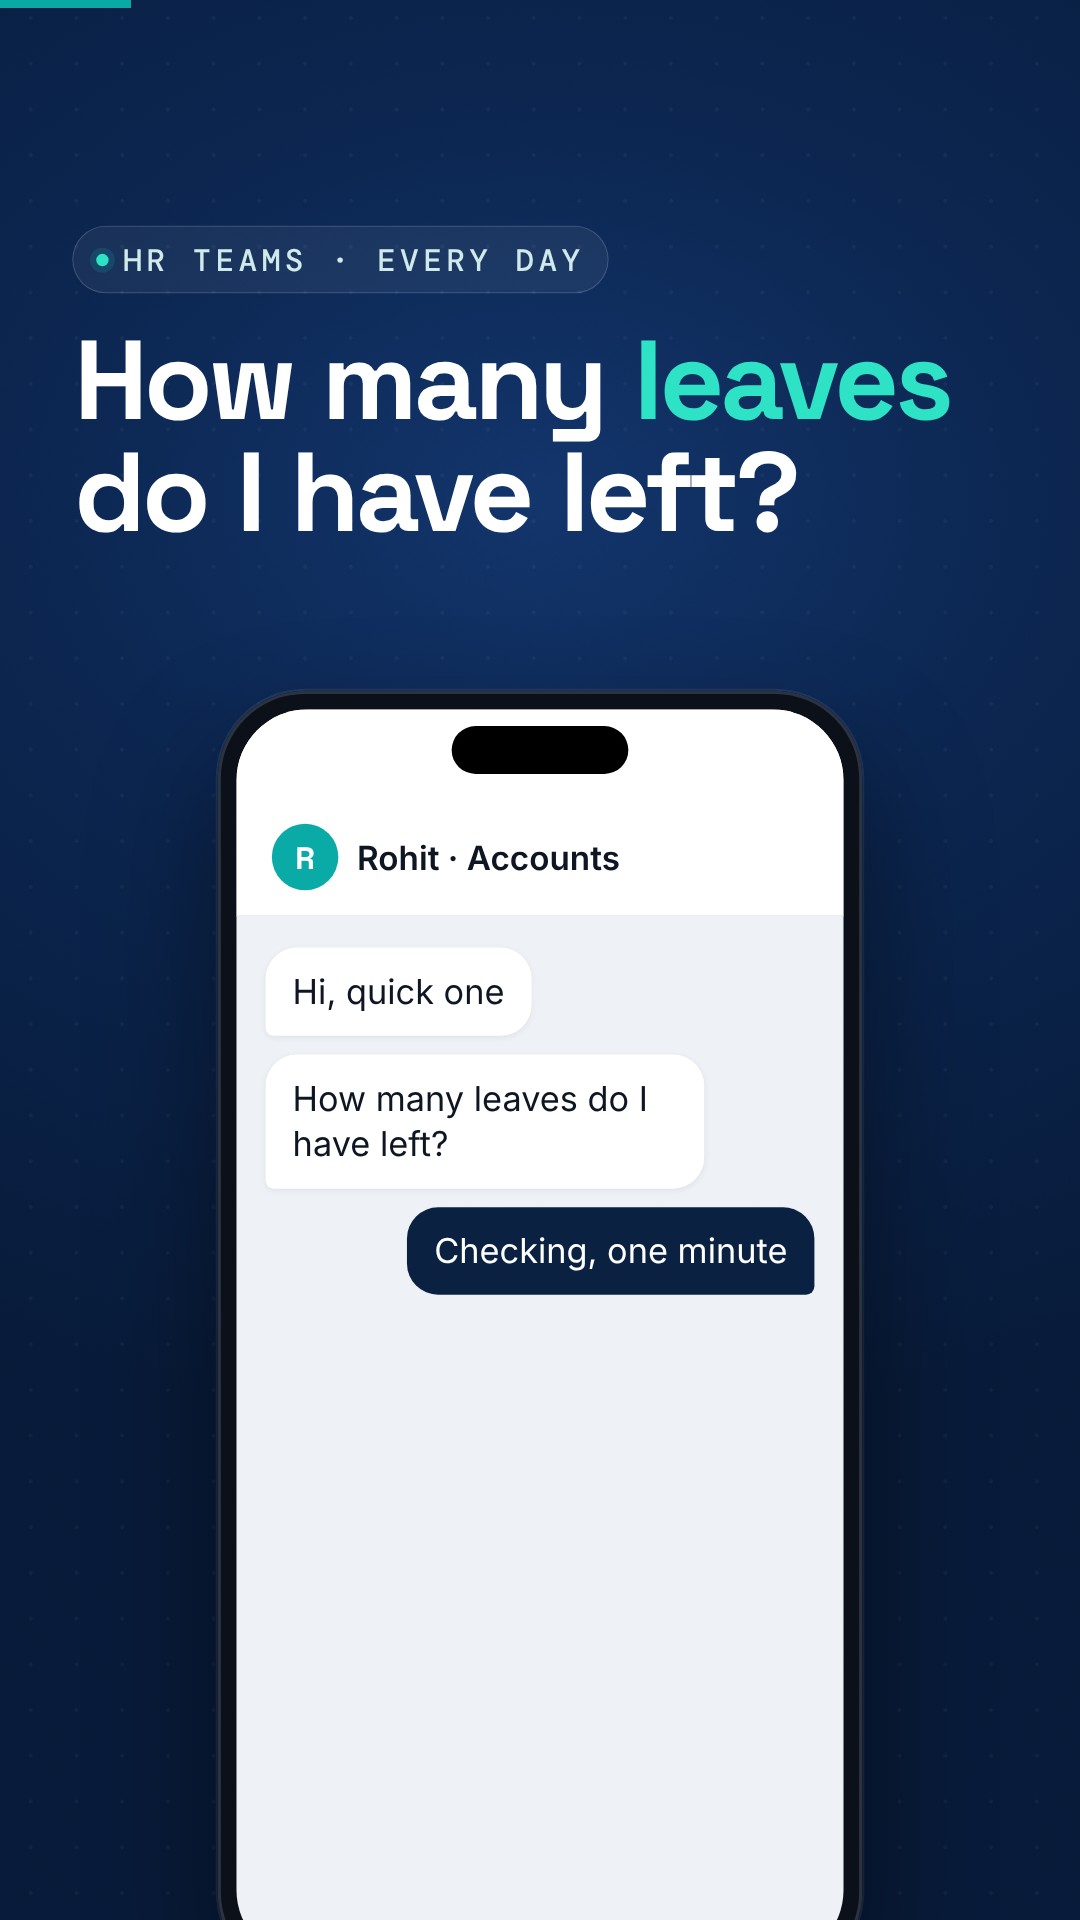 HR TEAMS · EVERY DAY
How many leaves
do I have left?
R
Rohit · Accounts
Hi, quick one
How many leaves do I
have left?
Checking, one minute